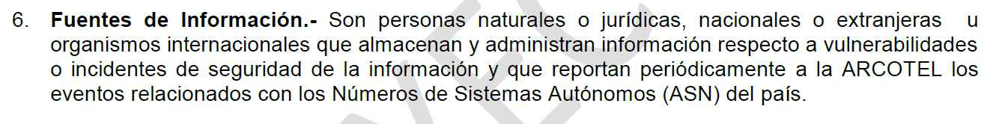 6. Fuentes de Información.- Son personas naturales o jurídicas, nacionales o extranjeras u
organismos internacionales que almacenan y administran información respecto a vulnerabilidades
o incidentes de seguridad de la información y que reportan periódicamente a la ARCOTEL los
eventos relacionados con los Números de Sistemas Autónomos (ASN) del país.